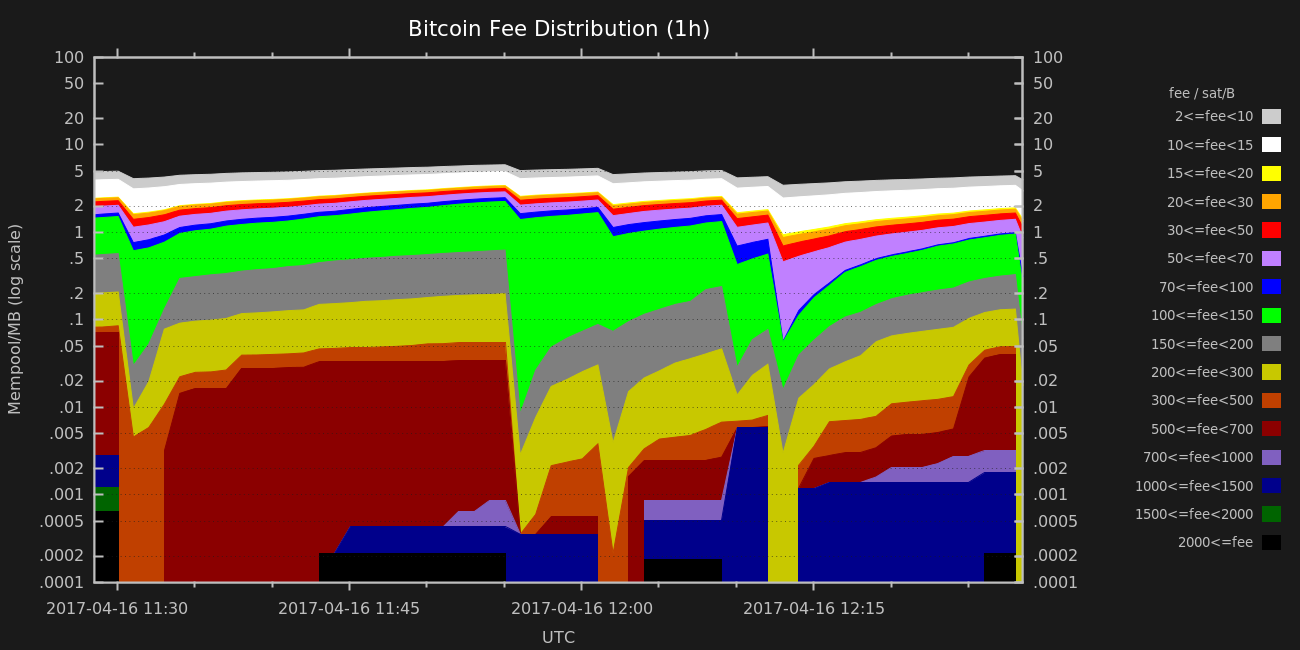 Bitcoin Fee Distribution (1h)
100
50
20
10
5
2
1
.5
.2
.1
.05
.02
.01
.005
.002
.001
.0005
.0002
.0001
Mempool/MB (log scale)
100
50
20
10
5
2
1
.5
.2
.1
.05
.02
.01
.005
.002
.001
.0005
.0002
.0001
2017-04-16 11:30
2017-04-16 11:45
2017-04-16 12:00
2017-04-16 12:15
UTC
fee / sat/B
2<=fee<10
10<=fee<15
15<=fee<20
20<=fee<30
30<=fee<50
50<=fee<70
70<=fee<100
100<=fee<150
150<=fee<200
200<=fee<300
300<=fee<500
500<=fee<700
700<=fee<1000
1000<=fee<1500
1500<=fee<2000
2000<=fee